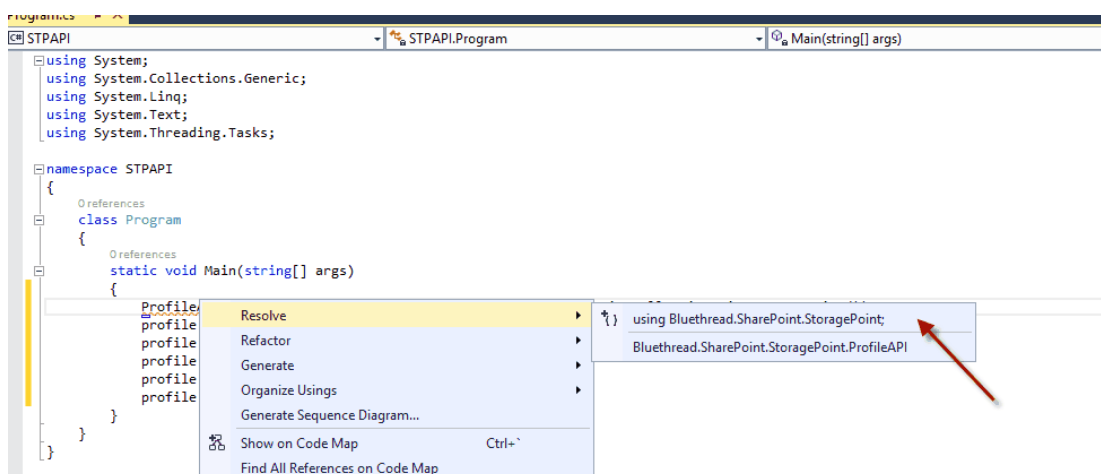 Program.cs
C# STPAPI STPAPI.Program Main(string[] args)
using System;
using System.Collections.Generic;
using System.Linq;
using System.Text;
using System.Threading.Tasks;
namespace STPAPI
{
0 references
class Program
{
0 references
static void Main(string[] args)
{
Profile
profile
profile
profile
profile
profile
}
}
}
Resolve
Refactor
Generate
Organize Usings
Generate Sequence Diagram...
Show on Code Map Ctrl+`
Find All References on Code Map
{} using Bluethread.SharePoint.StoragePoint;
Bluethread.SharePoint.StoragePoint.ProfileAPI